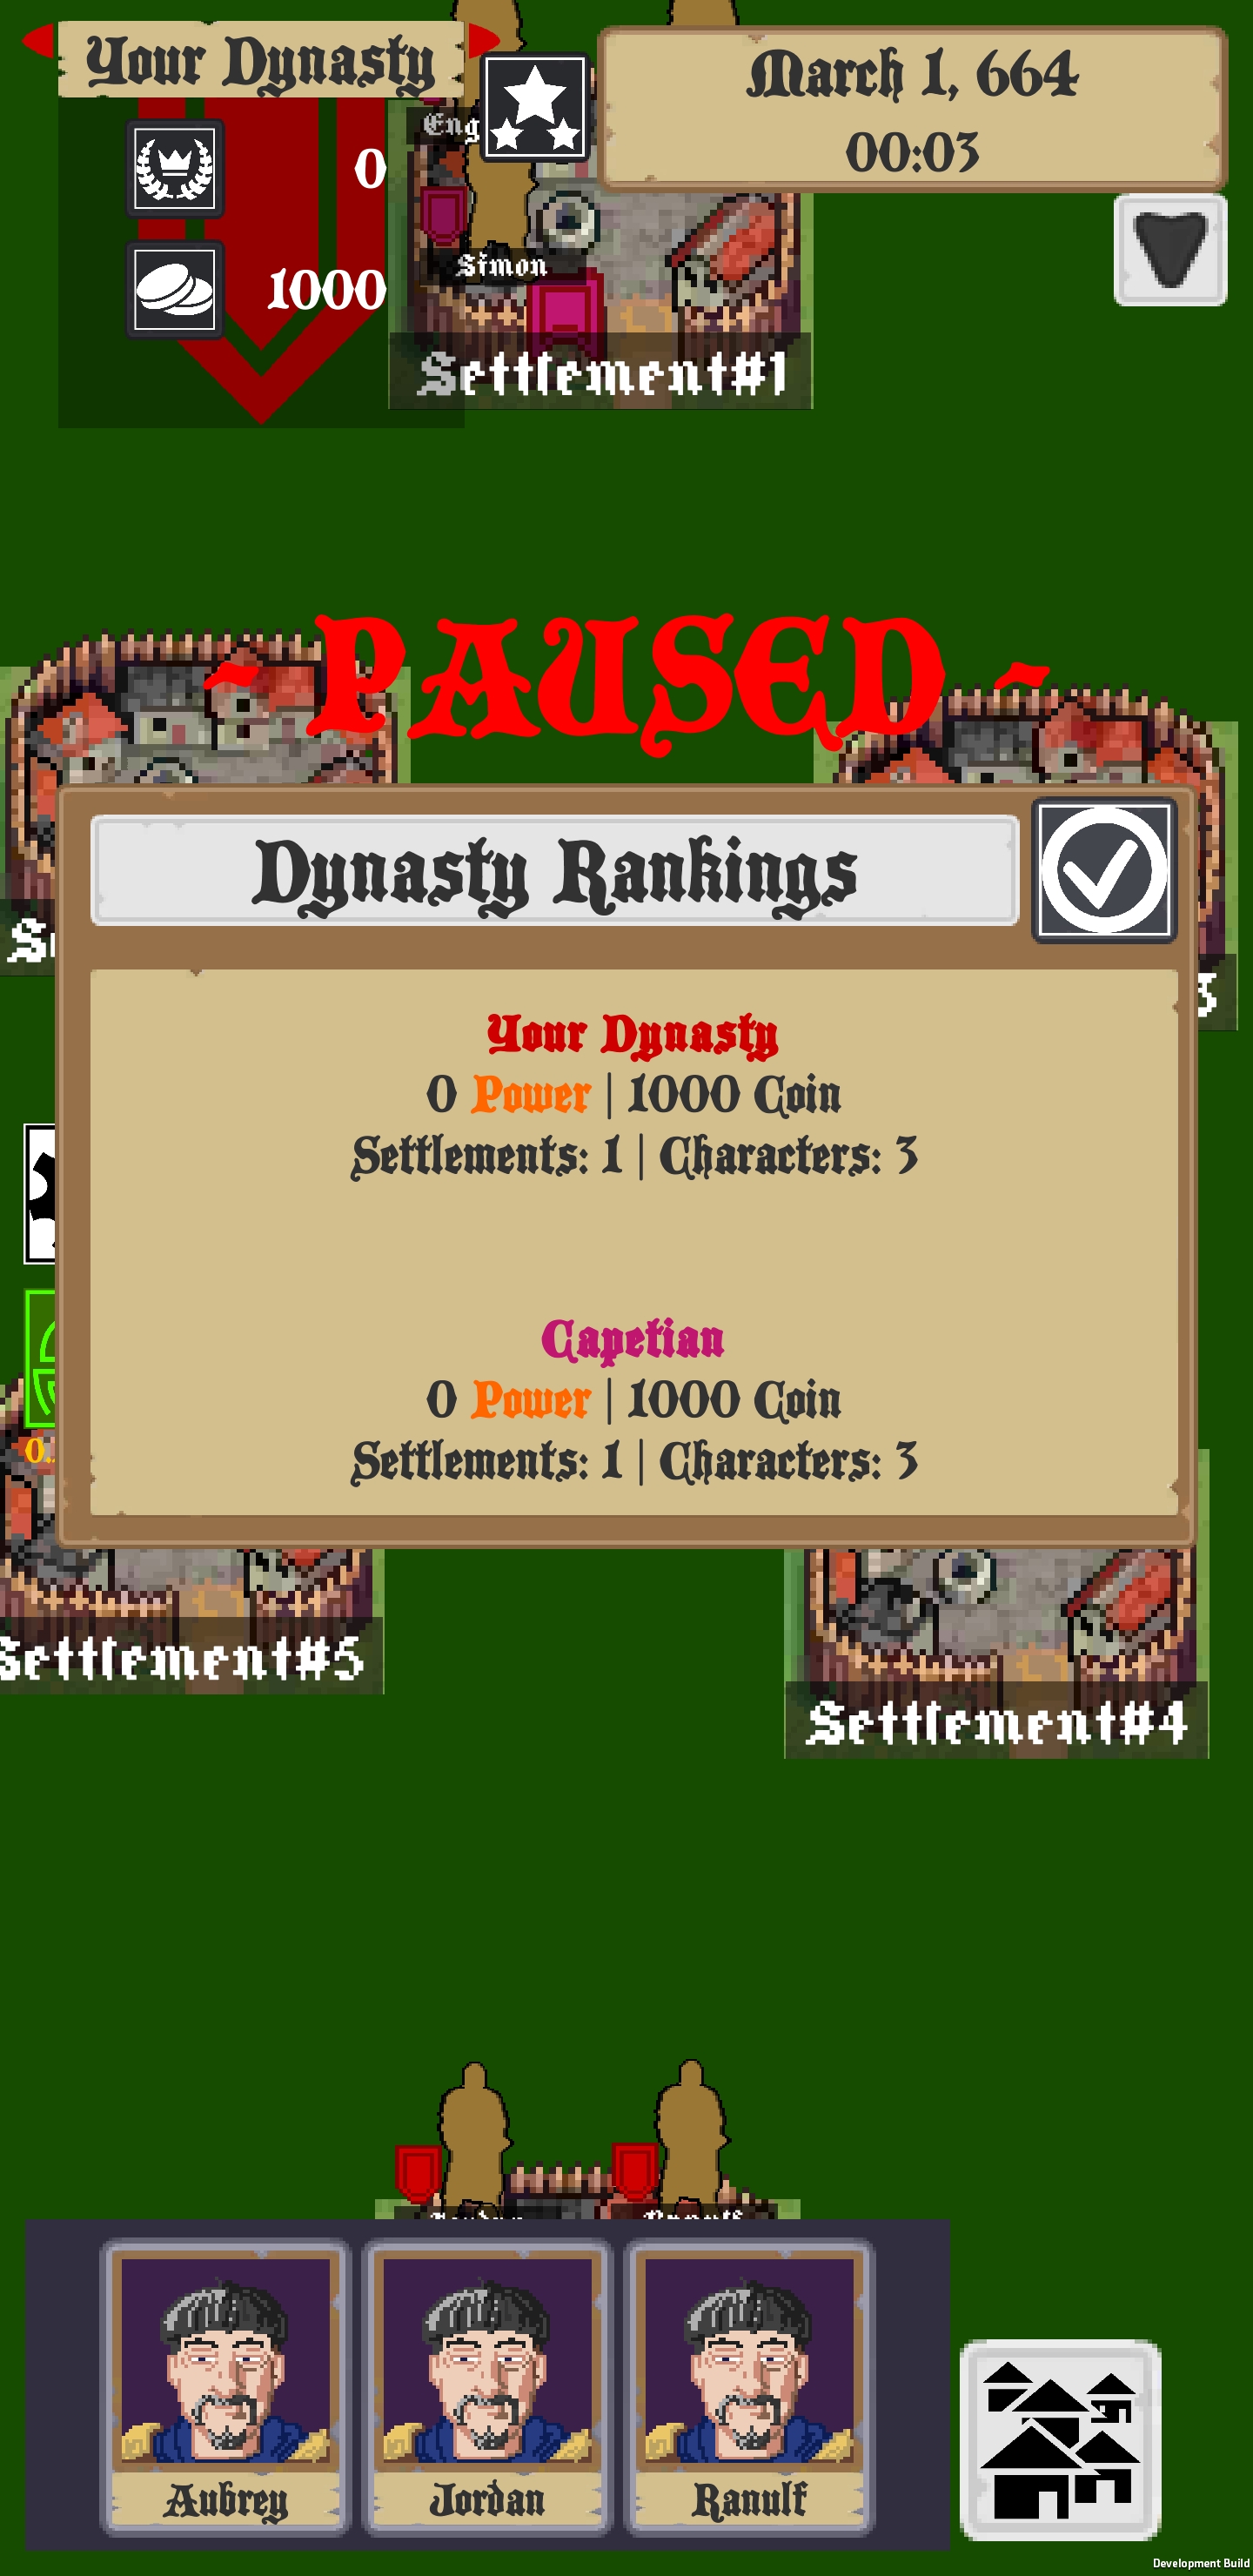 Your Dynasty
March 1, 664
00:03
0
1000
Eng
Simon
Settlement#1
~ PAUSED ~
Dynasty Rankings
Your Dynasty
0 Power | 1000 Coin
Settlements: 1 | Characters: 3
Capetian
0 Power | 1000 Coin
Settlements: 1 | Characters: 3
Settlement#5
Settlement#4
Aubrey
Jordan
Ranulf
Development Build